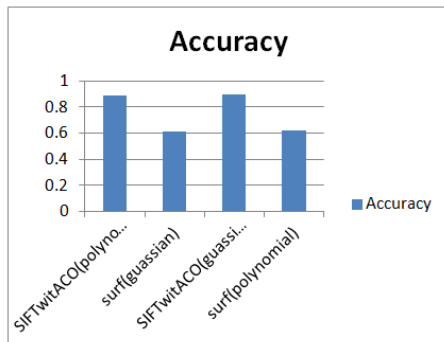 Accuracy
1
0.8
0.6
0.4
0.2
0
SIFTwitACO(polyno...
surf(guassian)
SIFTwitACO(guassi...
surf(polynomial)
Accuracy